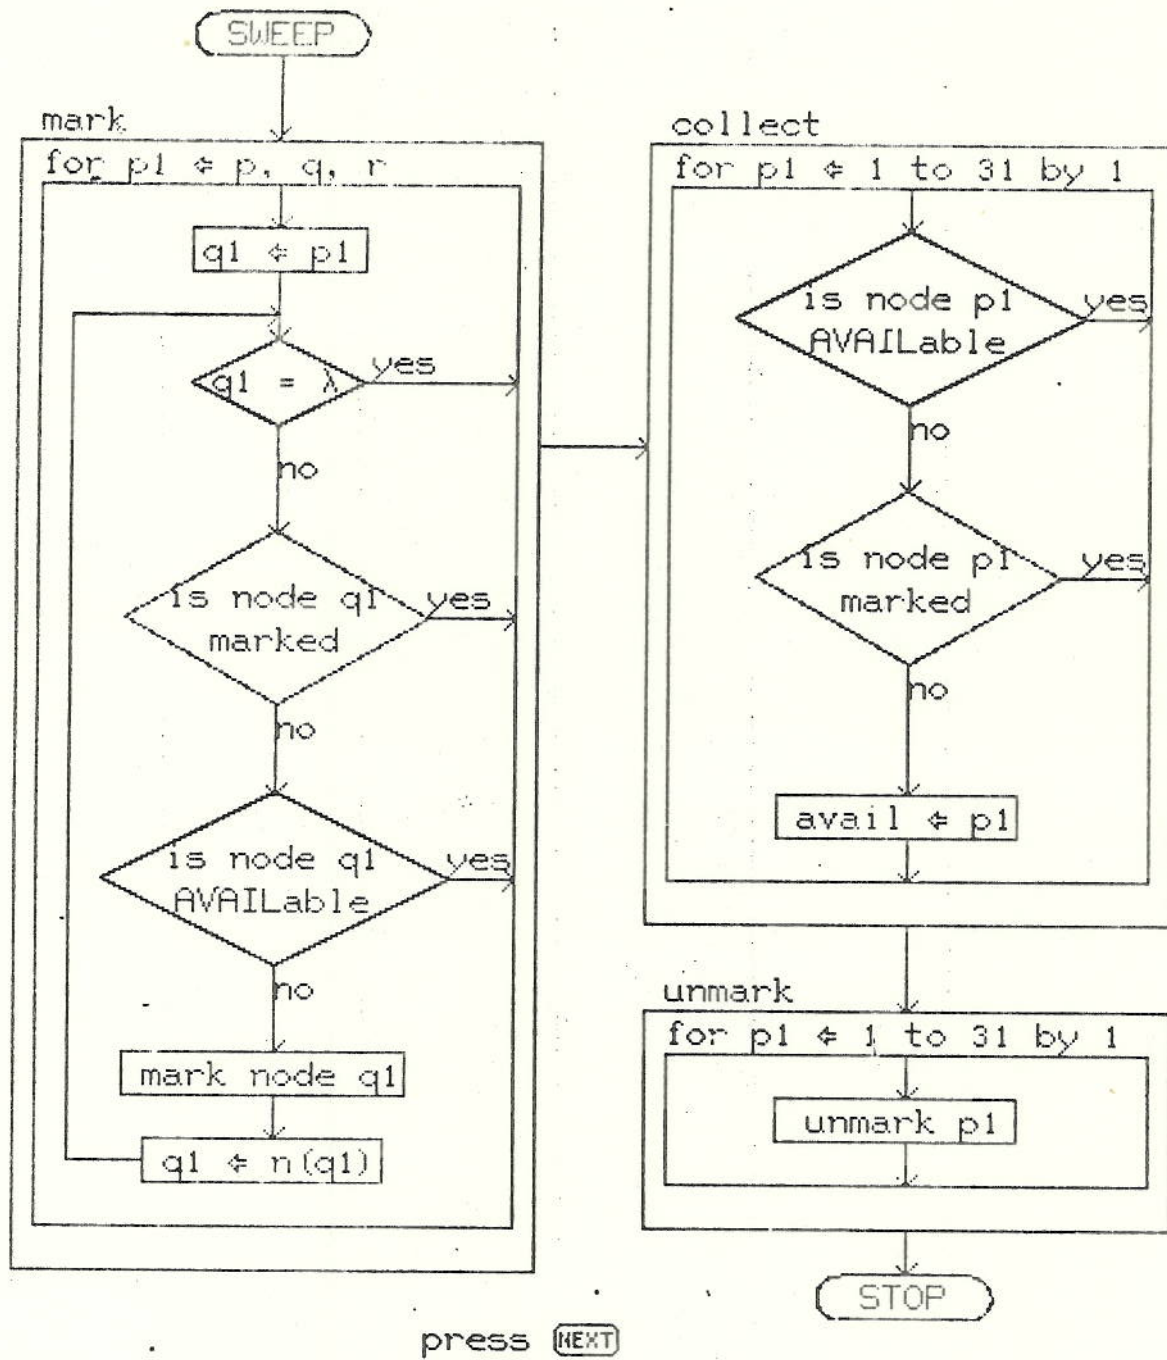 SWEEP
mark
for p1 ⇐ p, q, r
q1 ⇐ p1
q1 = λ
yes
no
is node q1
marked
yes
no
is node q1
AVAILable
yes
no
mark node q1
q1 ⇐ n(q1)
collect
for p1 ⇐ 1 to 31 by 1
is node p1
AVAILable
yes
no
is node p1
marked
yes
no
avail ⇐ p1
unmark
for p1 ⇐ 1 to 31 by 1
unmark p1
STOP
press NEXT